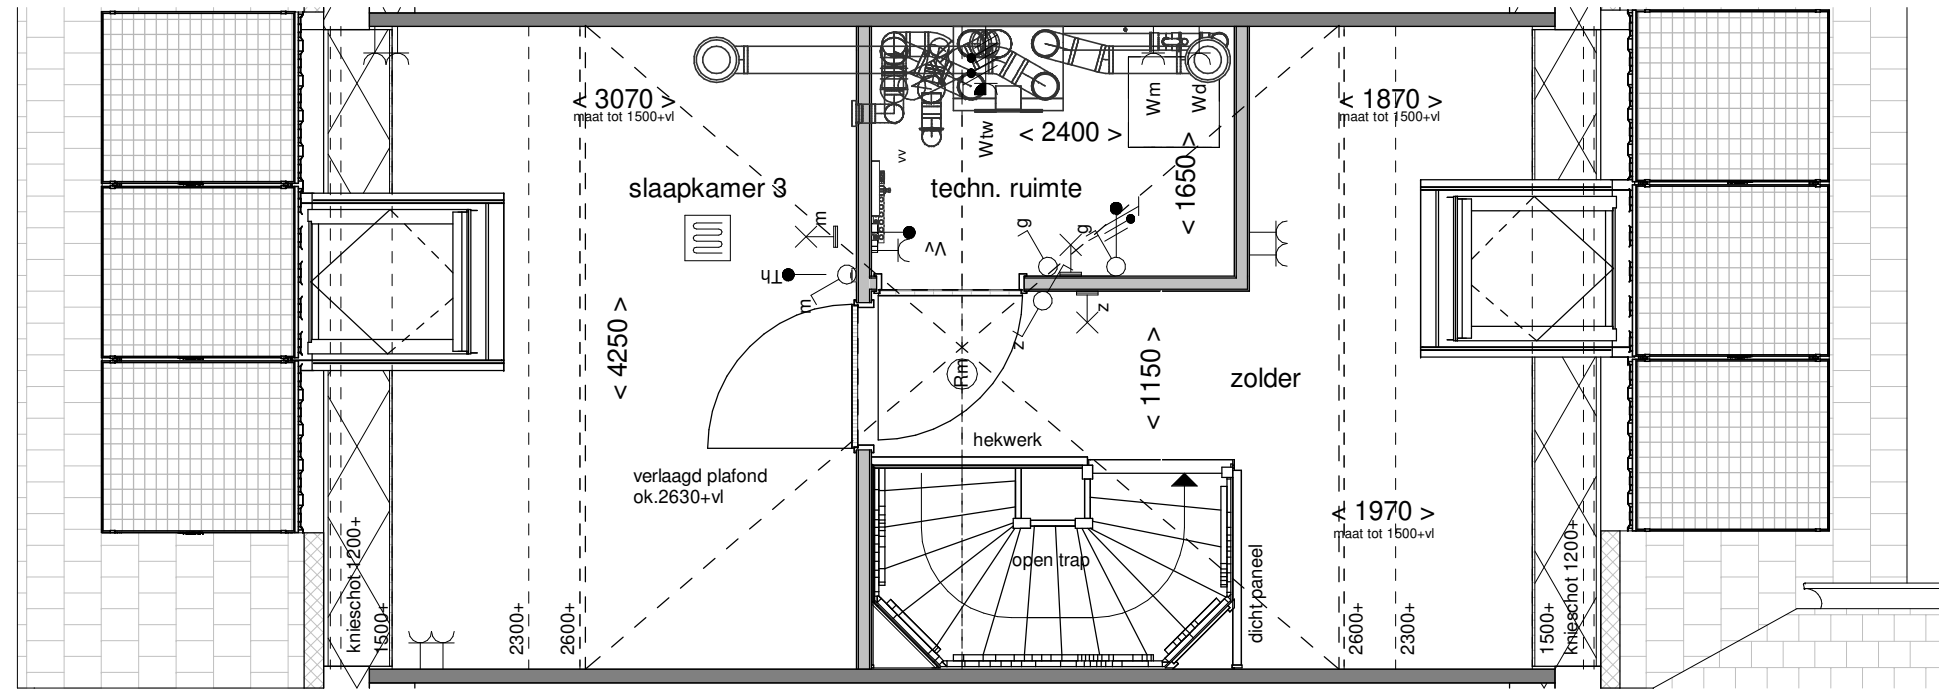 < 3070 >
maat tot 1500+vl
Wtw
< 2400 >
Wm
Wd
< 1870 >
maat tot 1500+vl
vv
slaapkamer 3
techn. ruimte
< 1650 >
m
g
g
Vv
Th
m
z
z
< 4250 >
Rm
< 1150 >
zolder
hekwerk
verlaagd plafond
ok.2630+vl
< 1970 >
maat tot 1500+vl
open trap
dicht paneel
knieschot 1200+
1500+
2300+
2600+
2600+
2300+
1500+
knieschot 1200+